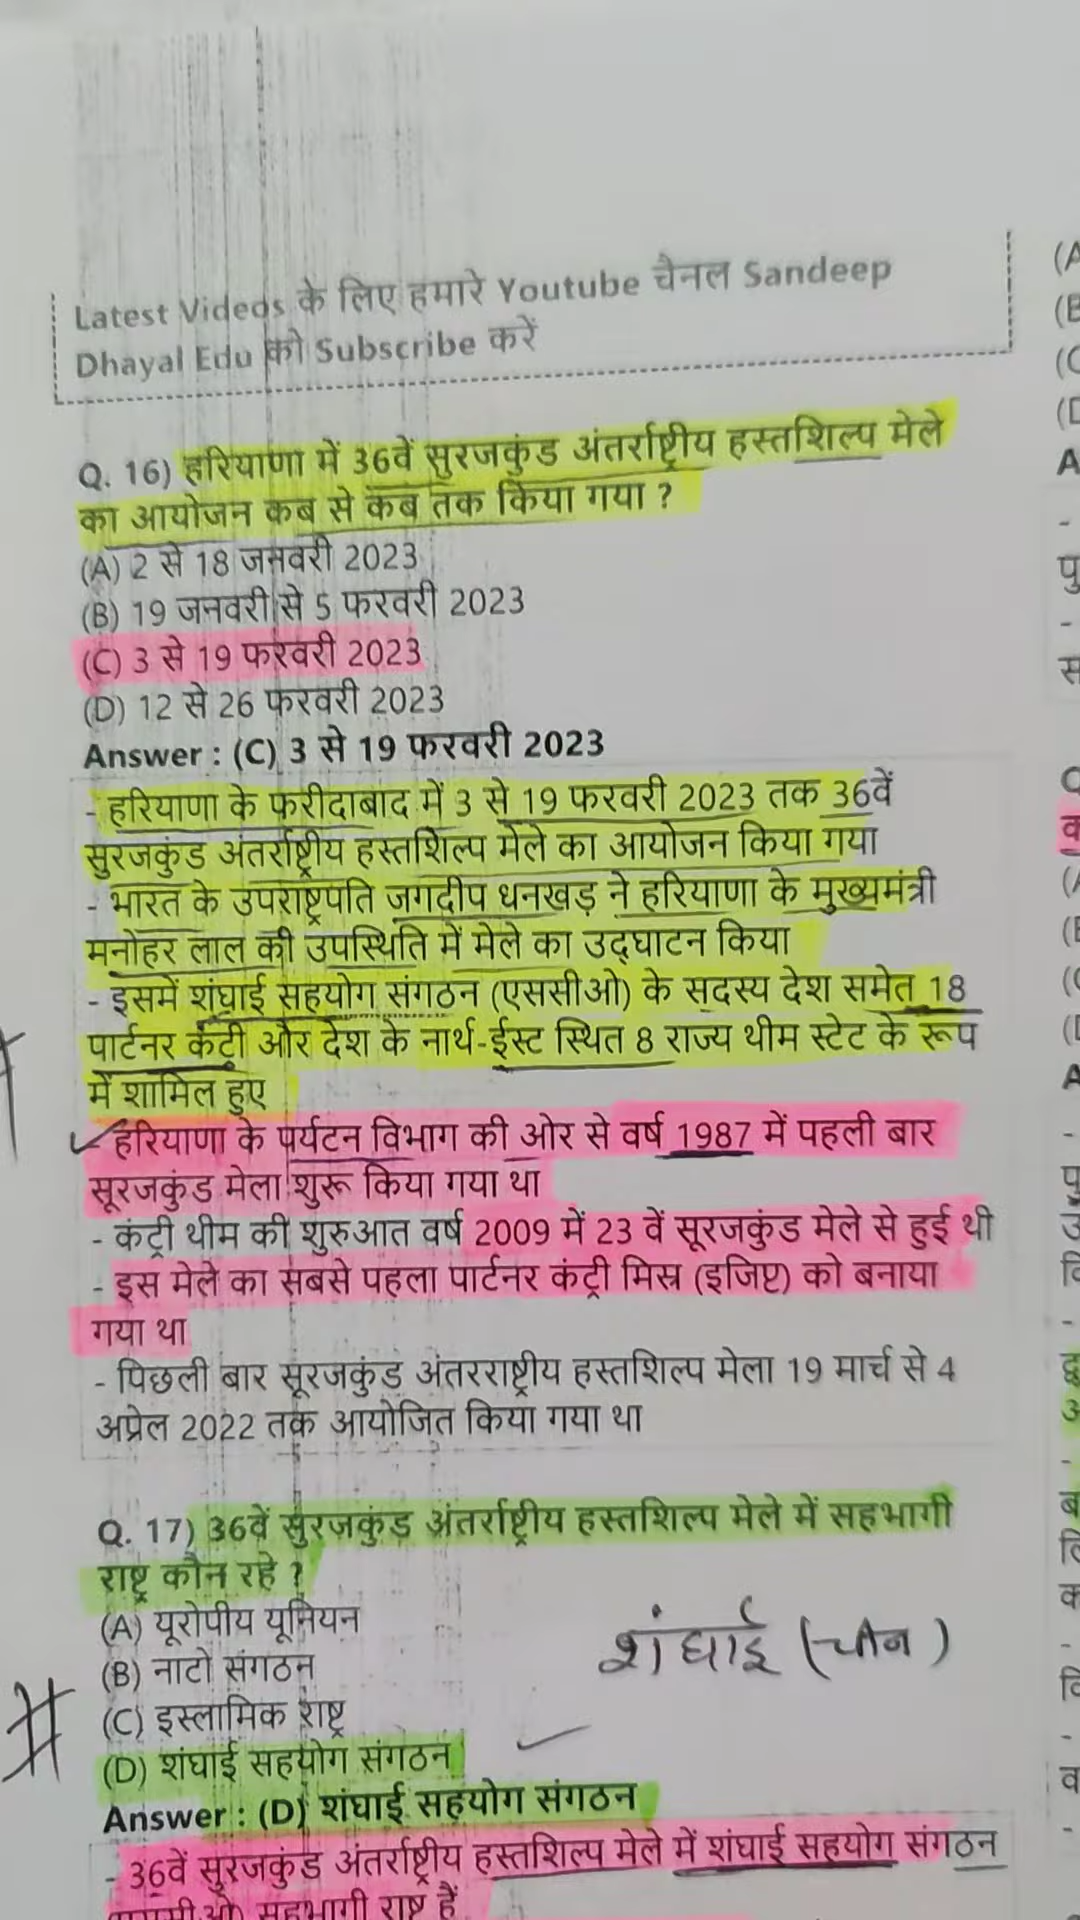 Latest Videos के लिए हमारे Youtube चैनल Sandeep
Dhayal Edu को Subscribe करें
Q. 16) हरियाणा में 36वें सुरजकुंड अंतर्राष्ट्रीय हस्तशिल्प मेले
का आयोजन कब से कब तक किया गया ?
(A) 2 से 18 जनवरी 2023
(B) 19 जनवरी से 5 फरवरी 2023
(C) 3 से 19 फरवरी 2023
(D) 12 से 26 फरवरी 2023
Answer : (C) 3 से 19 फरवरी 2023
- हरियाणा के फरीदाबाद में 3 से 19 फरवरी 2023 तक 36वें
सुरजकुंड अंतर्राष्ट्रीय हस्तशिल्प मेले का आयोजन किया गया
- भारत के उपराष्ट्रपति जगदीप धनखड़ ने हरियाणा के मुख्यमंत्री
मनोहर लाल की उपस्थिति में मेले का उद्घाटन किया
- इसमें शंघाई सहयोग संगठन (एससीओ) के सदस्य देश समेत 18
पार्टनर कंट्री और देश के नार्थ-ईस्ट स्थित 8 राज्य थीम स्टेट के रूप
में शामिल हुए
हरियाणा के पर्यटन विभाग की ओर से वर्ष 1987 में पहली बार
सूरजकुंड मेला शुरू किया गया था
- कंट्री थीम की शुरुआत वर्ष 2009 में 23 वें सूरजकुंड मेले से हुई थी
- इस मेले का सबसे पहला पार्टनर कंट्री मिस्र (इजिप्ट) को बनाया
गया था
- पिछली बार सूरजकुंड अंतरराष्ट्रीय हस्तशिल्प मेला 19 मार्च से 4
अप्रेल 2022 तक आयोजित किया गया था
Q. 17) 36वें सुरजकुंड अंतर्राष्ट्रीय हस्तशिल्प मेले में सहभागी
राष्ट्र कौन रहे ?
(A) यूरोपीय यूनियन
(B) नाटो संगठन
(C) इस्लामिक राष्ट्र
(D) शंघाई सहयोग संगठन
शंघाई (चीन)
Answer : (D) शंघाई सहयोग संगठन
- 36वें सुरजकुंड अंतर्राष्ट्रीय हस्तशिल्प मेले में शंघाई सहयोग संगठन
सहभागी राष्ट्र हैं